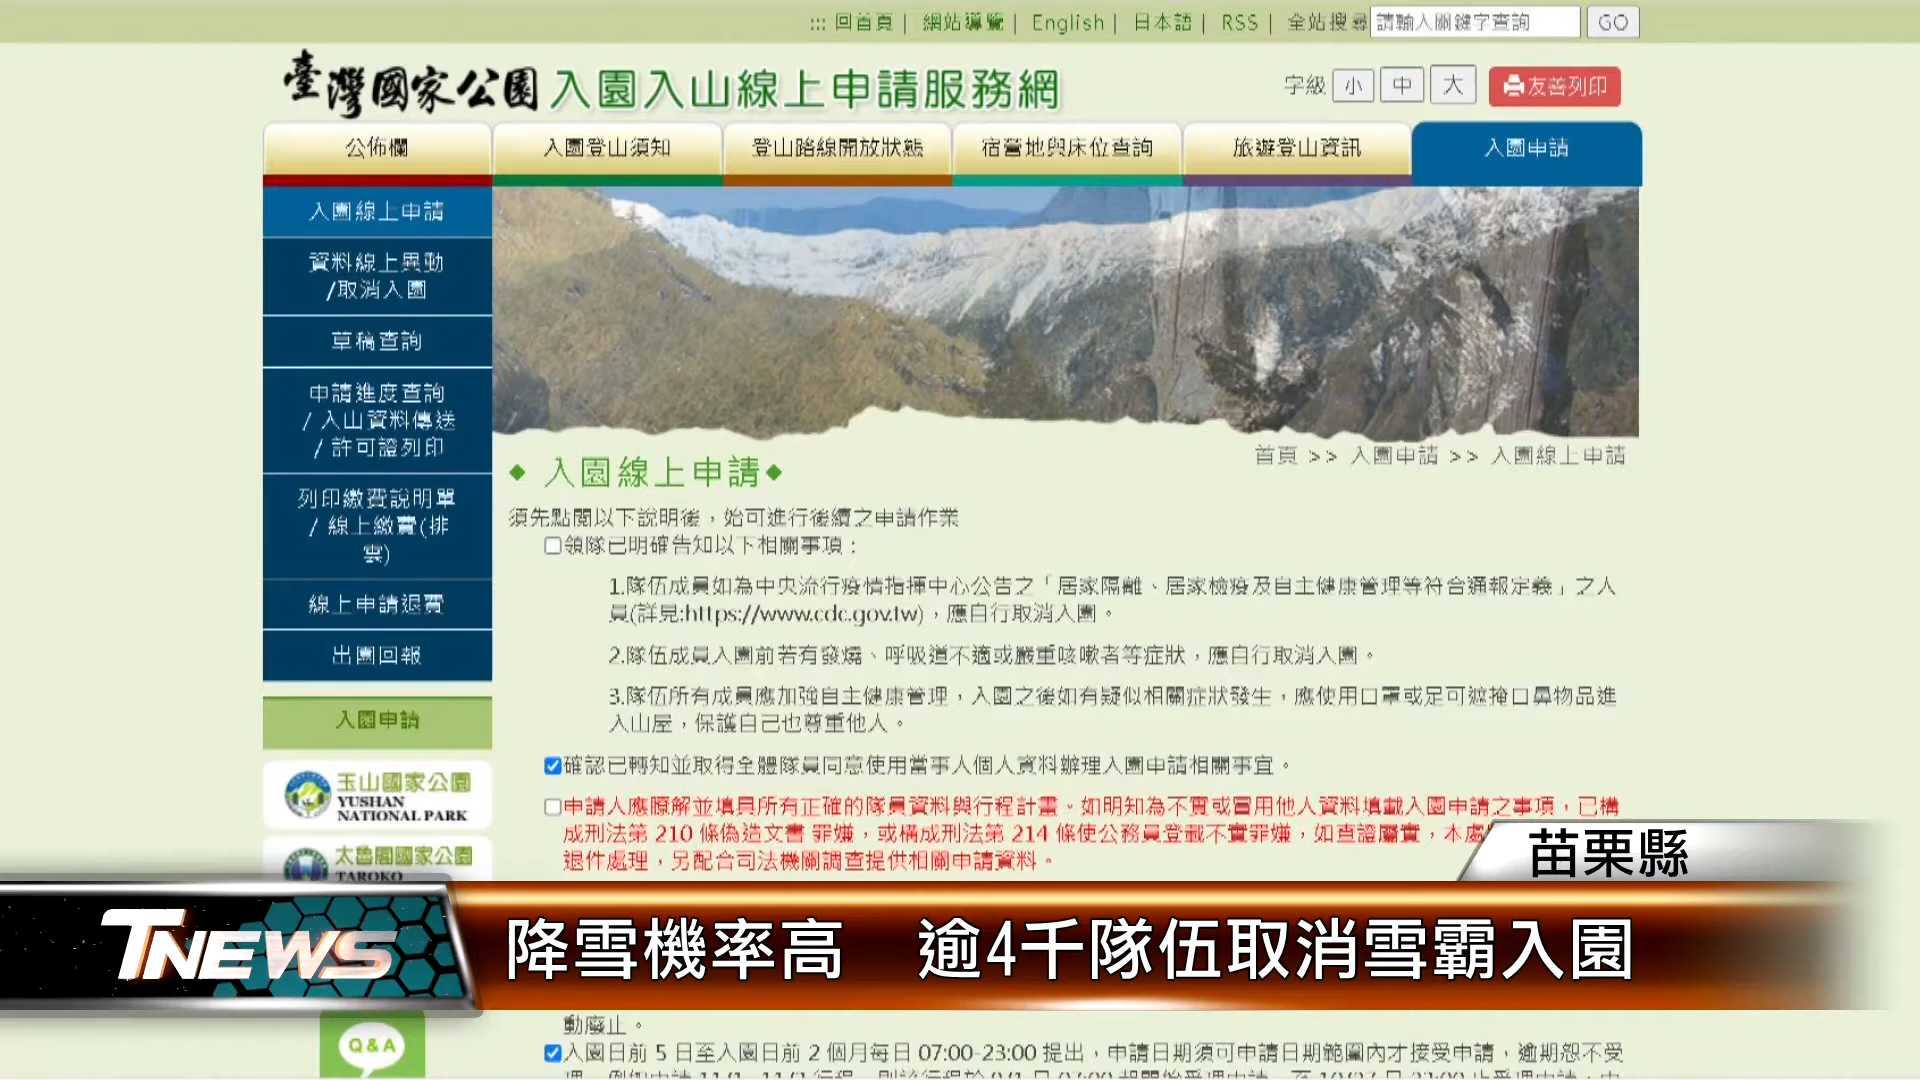 ::: 回首頁 | 網站導覽 | English | 日本語 | RSS | 全站搜尋 請輸入關鍵字查詢 GO
臺灣國家公園 入園入山線上申請服務網
字級 小 中 大 友善列印
公佈欄 入園登山須知 登山路線開放狀態 宿營地與床位查詢 旅遊登山資訊 入園申請
入園線上申請
資料線上異動
/取消入園
草稿查詢
申請進度查詢
/ 入山資料傳送
/ 許可證列印
列印繳費說明單
/ 線上繳費(排
雲)
線上申請退費
出園回報
入園申請
玉山國家公園
YUSHAN
NATIONAL PARK
太魯閣國家公園
TAROKO
Q&A
首頁 >> 入園申請 >> 入園線上申請
◆ 入園線上申請◆
須先點閱以下說明後，始可進行後續之申請作業
領隊已明確告知以下相關事項：
1.隊伍成員如為中央流行疫情指揮中心公告之「居家隔離、居家檢疫及自主健康管理等符合通報定義」之人
員(詳見:https://www.cdc.gov.tw)，應自行取消入園。
2.隊伍成員入園前若有發燒、呼吸道不適或嚴重咳嗽者等症狀，應自行取消入園。
3.隊伍所有成員應加強自主健康管理，入園之後如有疑似相關症狀發生，應使用口罩或足可遮掩口鼻物品進
入山屋，保護自己也尊重他人。
確認已轉知並取得全體隊員同意使用當事人個人資料辦理入園申請相關事宜。
申請人應瞭解並填具所有正確的隊員資料與行程計畫。如明知為不實或冒用他人資料填載入園申請之事項，已構
成刑法第 210 條偽造文書 罪嫌，或構成刑法第 214 條使公務員登載不實罪嫌，如查證屬實，本處
退件處理，另配合司法機關調查提供相關申請資料。
苗栗縣
TNEWS
降雪機率高 逾4千隊伍取消雪霸入園
動廢止。
入園日前 5 日至入園日前 2 個月每日 07:00-23:00 提出，申請日期須可申請日期範圍內才接受申請，逾期恕不受